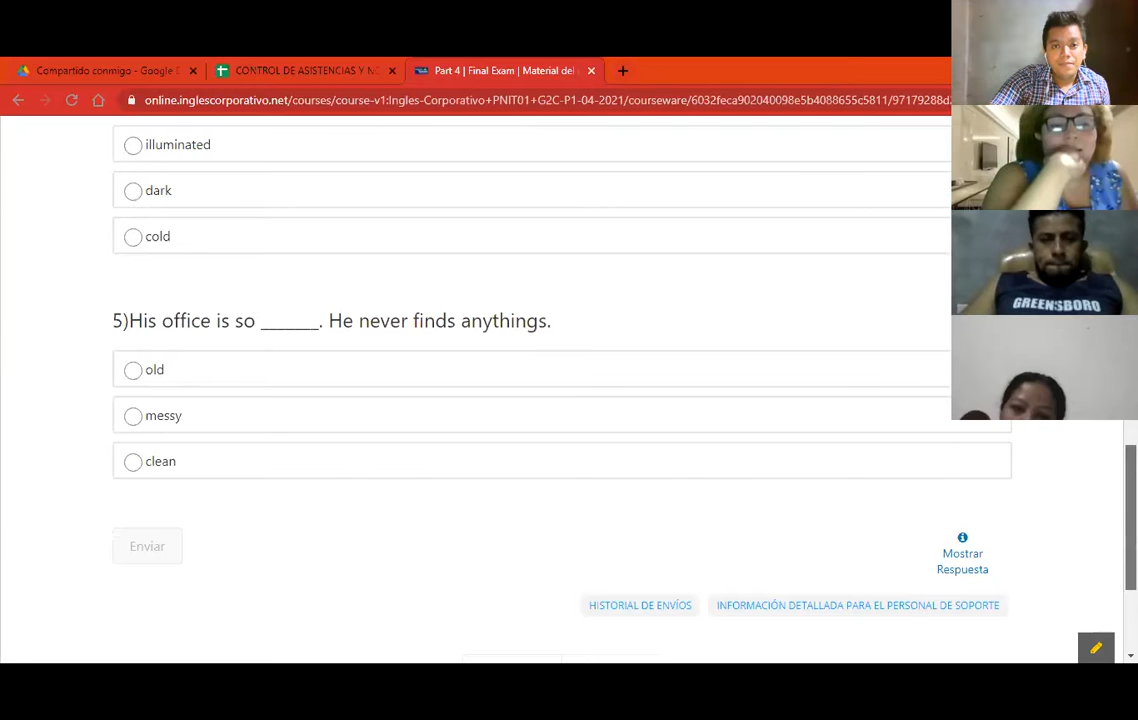 Compartido conmigo - Google
CONTROL DE ASISTENCIAS Y
Part 4 | Final Exam | Material del
online.inglescorporativo.net/courses/course-v1:Ingles-Corporativo+PNIT01+G2C-P1-04-2021/courseware/6032feca902040098e5b4088655c5811/97179288d
illuminated
dark
cold
5)His office is so _______. He never finds anythings.
old
messy
clean
Enviar
Mostrar
Respuesta
HISTORIAL DE ENVÍOS
INFORMACIÓN DETALLADA PARA EL PERSONAL DE SOPORTE
GREENSBORO